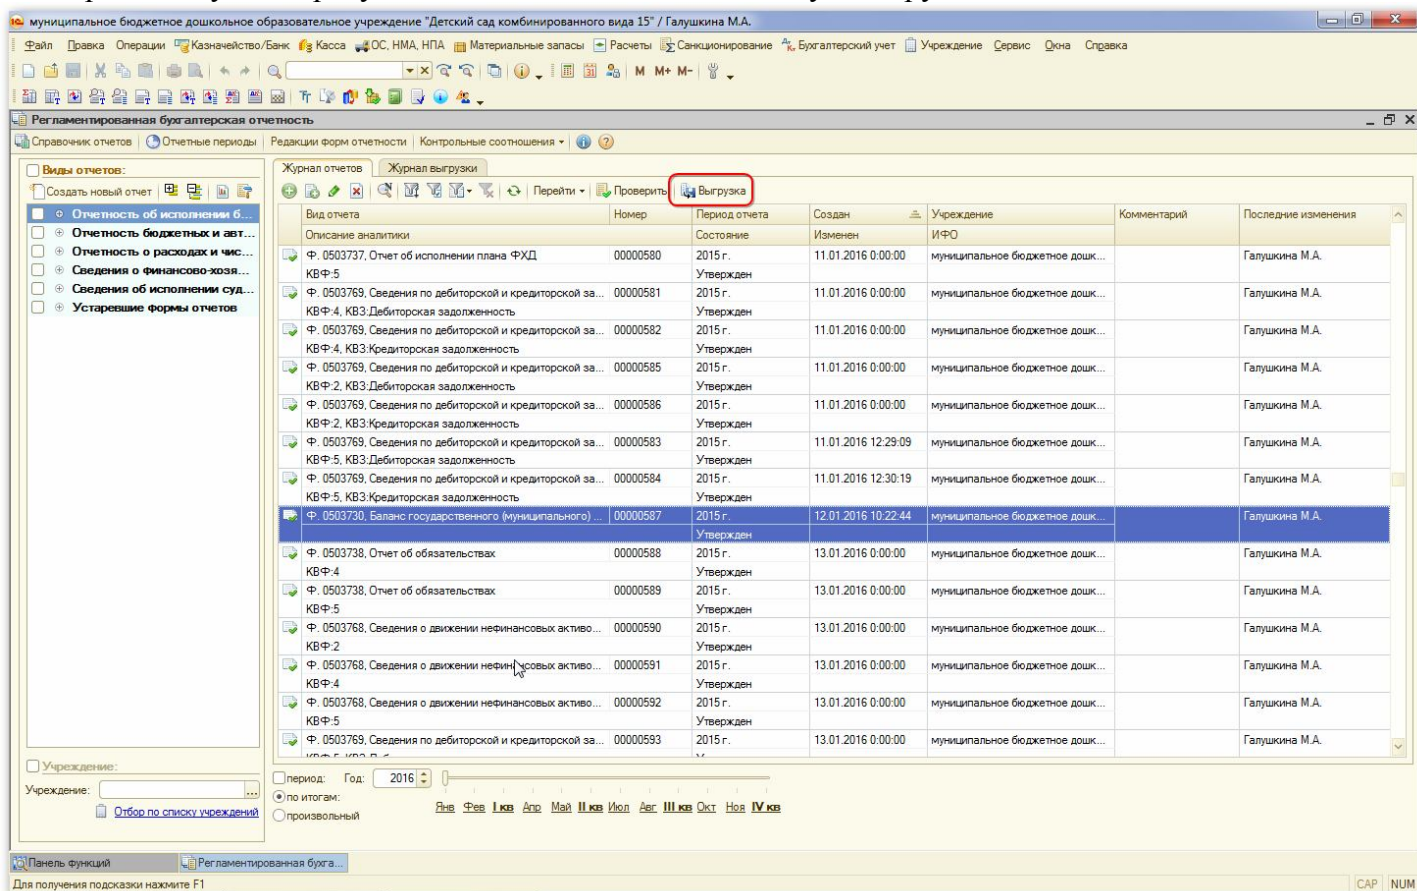 муниципальное бюджетное дошкольное образовательное учреждение "Детский сад комбинированного вида 15" / Галушкина М.А.
Файл Правка Операции Казначейство/Банк Касса ОС, НМА, НПА Материальные запасы Расчеты Санкционирование Бухгалтерский учет Учреждение Сервис Окна Справка
M M+ M-
Регламентированная бухгалтерская отчетность
Справочник отчетов Отчетные периоды Редакции форм отчетности Контрольные соотношения
Виды отчетов:
Создать новый отчет
Отчетность об исполнении б...
Отчетность бюджетных и авт...
Отчетность о расходах и чис...
Сведения о финансово-хозя...
Сведения об исполнении суд...
Устаревшие формы отчетов
Журнал отчетов Журнал выгрузки
Перейти Проверить Выгрузка
Вид отчета Номер Период отчета Создан Учреждение Комментарий Последние изменения
Описание аналитики Состояние Изменен ИФО
Ф. 0503737, Отчет об исполнении плана ФХД 00000580 2015 г. 11.01.2016 0:00:00 муниципальное бюджетное дошк... Галушкина М.А.
КВФ:5 Утвержден
Ф. 0503769, Сведения по дебиторской и кредиторской за... 00000581 2015 г. 11.01.2016 0:00:00 муниципальное бюджетное дошк... Галушкина М.А.
КВФ:4, КВЗ:Дебиторская задолженность Утвержден
Ф. 0503769, Сведения по дебиторской и кредиторской за... 00000582 2015 г. 11.01.2016 0:00:00 муниципальное бюджетное дошк... Галушкина М.А.
КВФ:4, КВЗ:Кредиторская задолженность Утвержден
Ф. 0503769, Сведения по дебиторской и кредиторской за... 00000585 2015 г. 11.01.2016 0:00:00 муниципальное бюджетное дошк... Галушкина М.А.
КВФ:2, КВЗ:Дебиторская задолженность Утвержден
Ф. 0503769, Сведения по дебиторской и кредиторской за... 00000586 2015 г. 11.01.2016 0:00:00 муниципальное бюджетное дошк... Галушкина М.А.
КВФ:2, КВЗ:Кредиторская задолженность Утвержден
Ф. 0503769, Сведения по дебиторской и кредиторской за... 00000583 2015 г. 11.01.2016 12:29:09 муниципальное бюджетное дошк... Галушкина М.А.
КВФ:5, КВЗ:Дебиторская задолженность Утвержден
Ф. 0503769, Сведения по дебиторской и кредиторской за... 00000584 2015 г. 11.01.2016 12:30:19 муниципальное бюджетное дошк... Галушкина М.А.
КВФ:5, КВЗ:Кредиторская задолженность Утвержден
Ф. 0503730, Баланс государственного (муниципального) ... 00000587 2015 г. 12.01.2016 10:22:44 муниципальное бюджетное дошк... Галушкина М.А.
Утвержден
Ф. 0503738, Отчет об обязательствах 00000588 2015 г. 13.01.2016 0:00:00 муниципальное бюджетное дошк... Галушкина М.А.
КВФ:4 Утвержден
Ф. 0503738, Отчет об обязательствах 00000589 2015 г. 13.01.2016 0:00:00 муниципальное бюджетное дошк... Галушкина М.А.
КВФ:5 Утвержден
Ф. 0503768, Сведения о движении нефинансовых активо... 00000590 2015 г. 13.01.2016 0:00:00 муниципальное бюджетное дошк... Галушкина М.А.
КВФ:2 Утвержден
Ф. 0503768, Сведения о движении нефинансовых активо... 00000591 2015 г. 13.01.2016 0:00:00 муниципальное бюджетное дошк... Галушкина М.А.
КВФ:4 Утвержден
Ф. 0503768, Сведения о движении нефинансовых активо... 00000592 2015 г. 13.01.2016 0:00:00 муниципальное бюджетное дошк... Галушкина М.А.
КВФ:5 Утвержден
Ф. 0503769, Сведения по дебиторской и кредиторской за... 00000593 2015 г. 13.01.2016 0:00:00 муниципальное бюджетное дошк... Галушкина М.А.
Учреждение:
Учреждение: ...
Отбор по списку учреждений
период: Год: 2016
по итогам:
произвольный
Янв Фев I кв Апр Май II кв Июл Авг III кв Окт Ноя IV кв
Панель функций Регламентированная бухга...
Для получения подсказки нажмите F1 CAP NUM